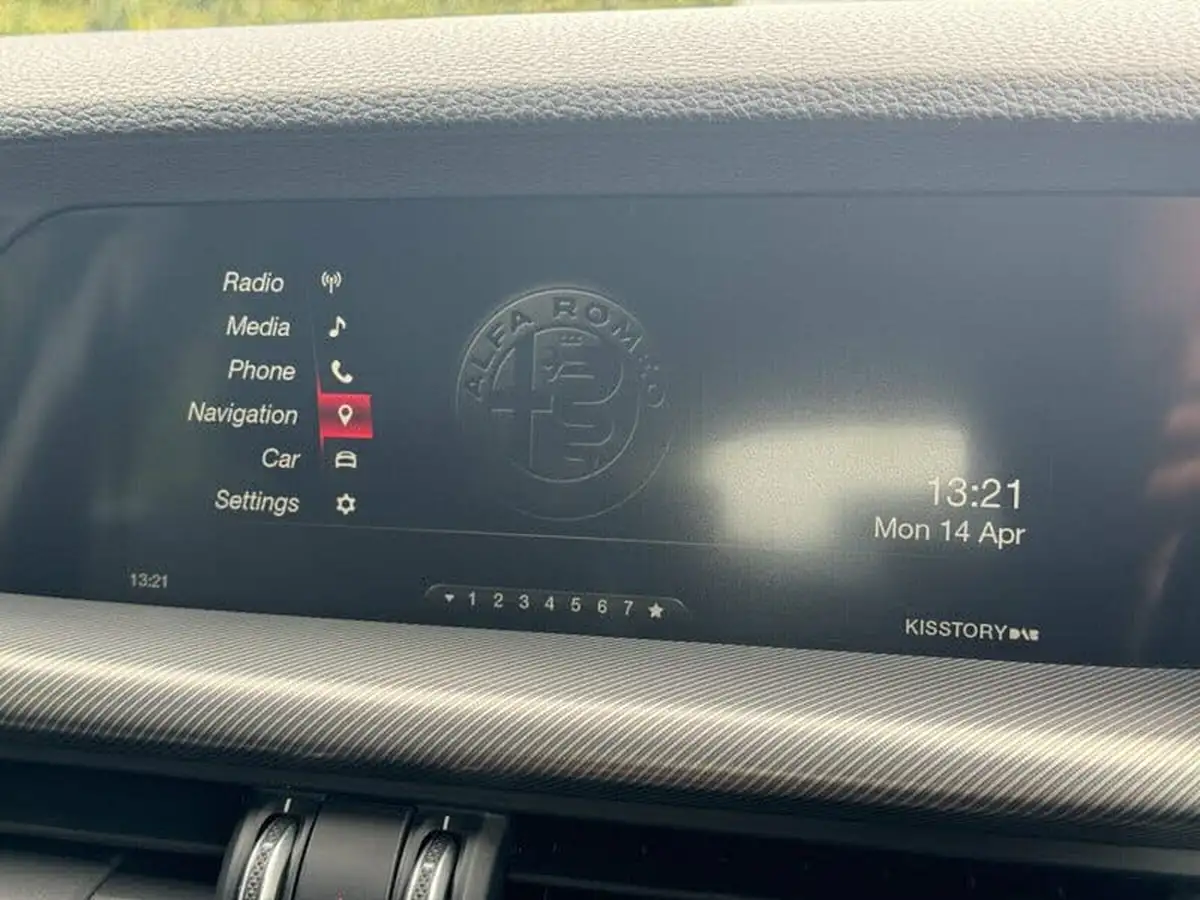 Radio
Media
Phone
Navigation
Car
Settings
ALFA ROMEO
13:21
Mon 14 Apr
13:21
1 2 3 4 5 6 7
KISSTORY DAB